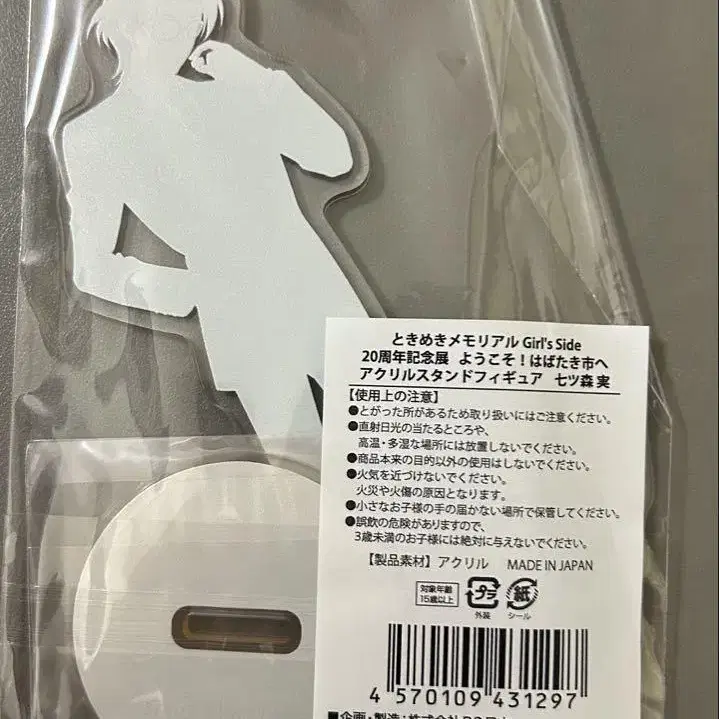 ときめきメモリアル Girl's Side
20周年記念展 ようこそ！はばたき市へ
アクリルスタンドフィギュア 七ツ森 実
【使用上の注意】
●とがった所があるため取り扱いにはご注意ください。
●直射日光の当たるところや、
高温・多湿な場所には放置しないでください。
●商品本来の目的以外の使用はしないでください。
●火気を近づけないでください。
火災や火傷の原因となります。
●小さなお子様の手の届かない場所で保管してください。
●誤飲の危険がありますので、
3歳未満のお子様には絶対に与えないでください。
【製品素材】アクリル MADE IN JAPAN
対象年齢
15歳以上
プラ
外装
紙
シール
4 570109 431297
■企画・製造：株式会社